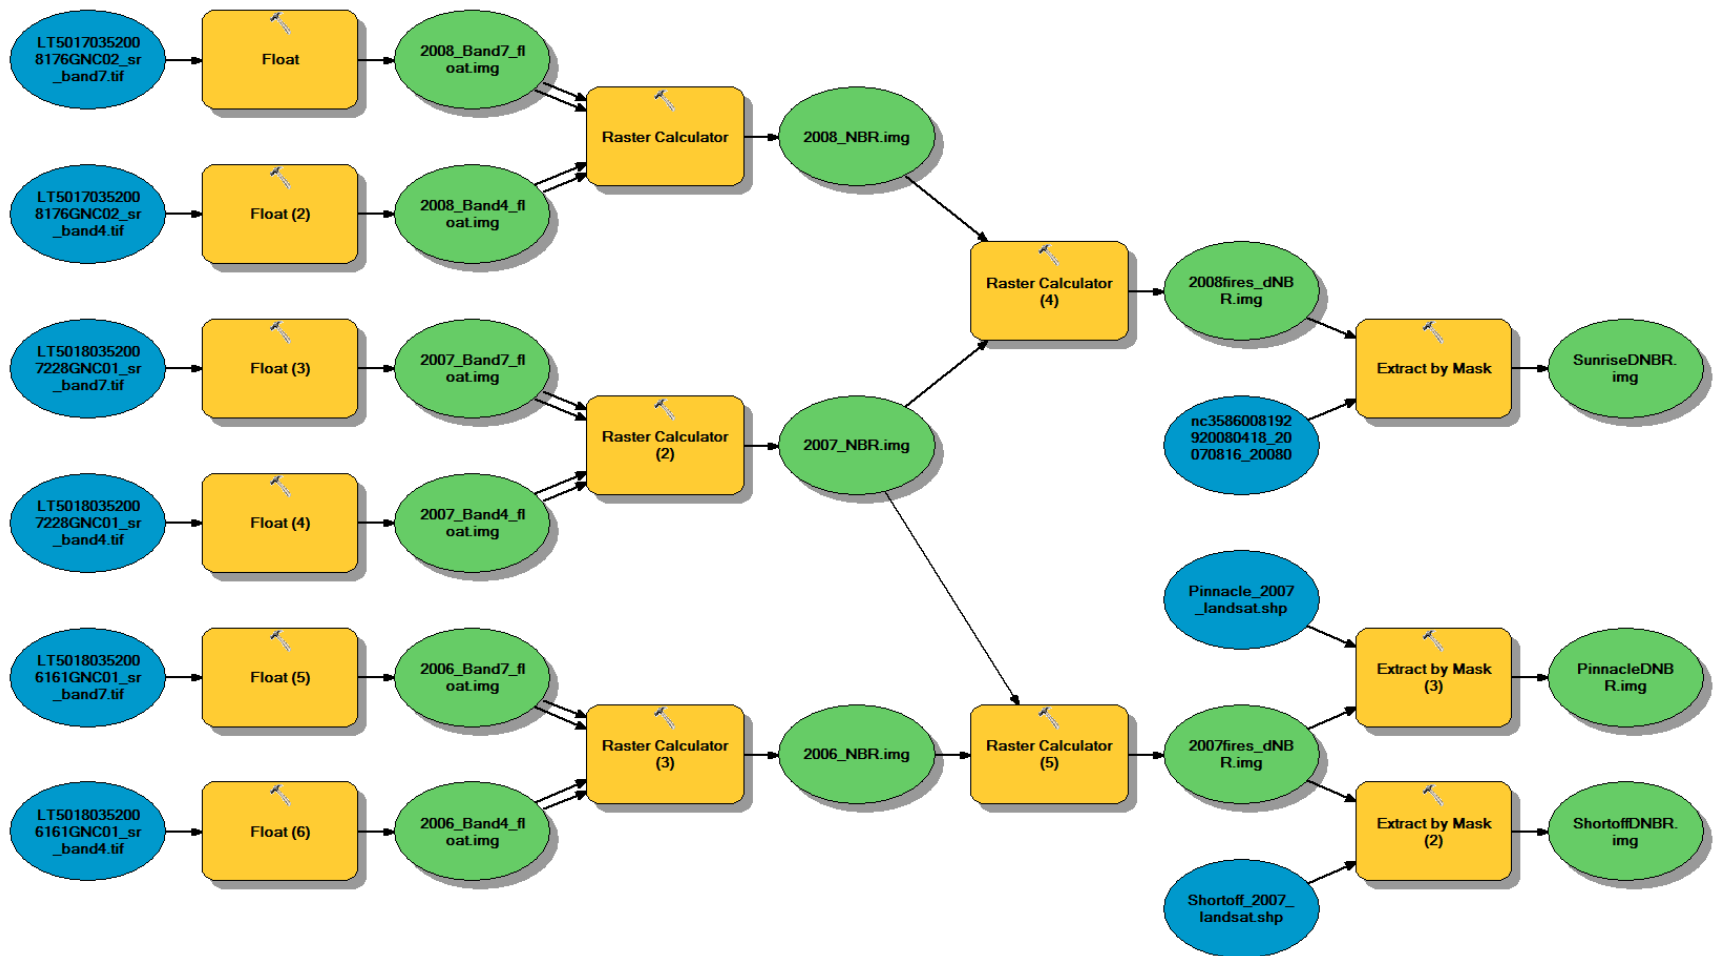 LT5017035200
8176GNC02_sr
_band7.tif
Float
2008_Band7_fl
oat.img
LT5017035200
8176GNC02_sr
_band4.tif
Float (2)
2008_Band4_fl
oat.img
Raster Calculator
2008_NBR.img
LT5018035200
7228GNC01_sr
_band7.tif
Float (3)
2007_Band7_fl
oat.img
LT5018035200
7228GNC01_sr
_band4.tif
Float (4)
2007_Band4_fl
oat.img
Raster Calculator
(2)
2007_NBR.img
LT5018035200
6161GNC01_sr
_band7.tif
Float (5)
2006_Band7_fl
oat.img
LT5018035200
6161GNC01_sr
_band4.tif
Float (6)
2006_Band4_fl
oat.img
Raster Calculator
(3)
2006_NBR.img
Raster Calculator
(4)
2008fires_dNB
R.img
nc3586008192
920080418_20
070816_20080
Extract by Mask
SunriseDNBR.
img
Raster Calculator
(5)
2007fires_dNB
R.img
Pinnacle_2007
_landsat.shp
Extract by Mask
(3)
PinnacleDNB
R.img
Shortoff_2007_
landsat.shp
Extract by Mask
(2)
ShortoffDNBR.
img